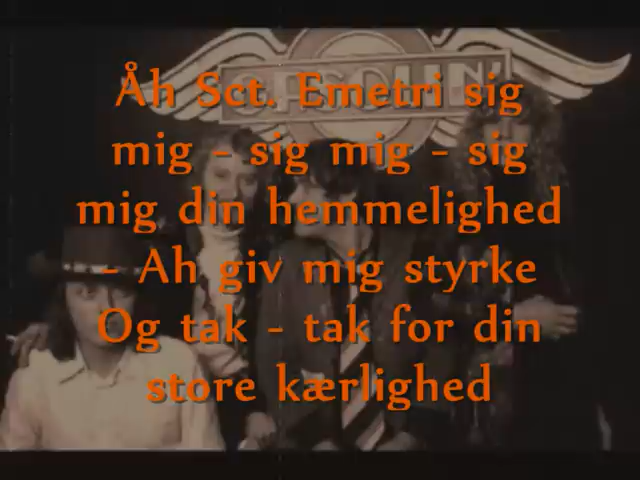 GASOLIN'
Åh Sct. Emetri sig
mig - sig mig - sig
mig din hemmelighed
- Ah giv mig styrke
Og tak - tak for din
store kærlighed